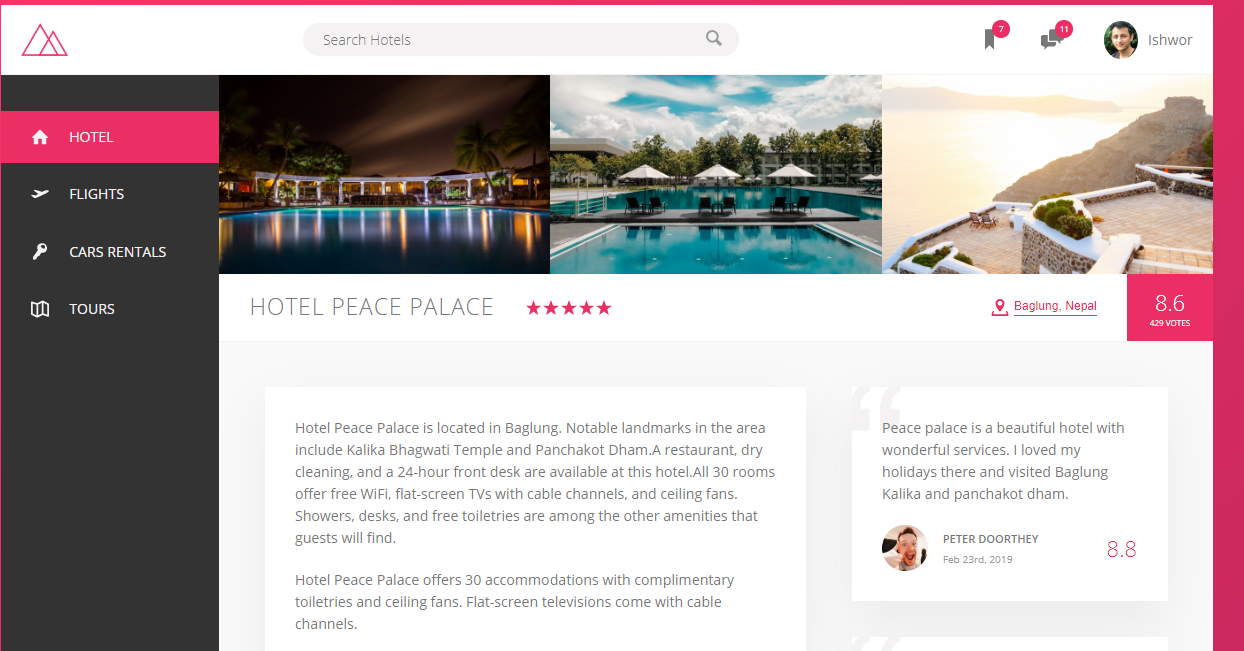 Search Hotels
7
11
Ishwor
HOTEL
FLIGHTS
CARS RENTALS
TOURS
HOTEL PEACE PALACE
Baglung, Nepal
8.6
429 VOTES
Hotel Peace Palace is located in Baglung. Notable landmarks in the area
include Kalika Bhagwati Temple and Panchakot Dham.A restaurant, dry
cleaning, and a 24-hour front desk are available at this hotel.All 30 rooms
offer free WiFi, flat-screen TVs with cable channels, and ceiling fans.
Showers, desks, and free toiletries are among the other amenities that
guests will find.
Hotel Peace Palace offers 30 accommodations with complimentary
toiletries and ceiling fans. Flat-screen televisions come with cable
channels.
“
Peace palace is a beautiful hotel with
wonderful services. I loved my
holidays there and visited Baglung
Kalika and panchakot dham.
PETER DOORTHEY
Feb 23rd, 2019
8.8